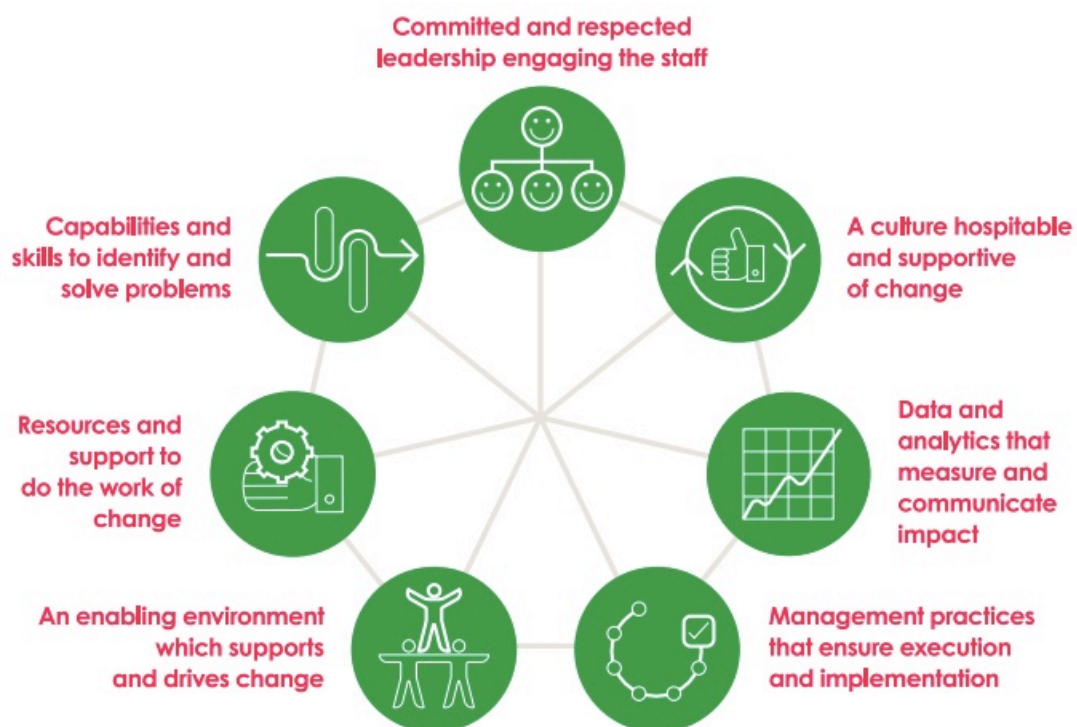 Committed and respected
leadership engaging the staff
A culture hospitable
and supportive
of change
Data and
analytics that
measure and
communicate
impact
Management practices
that ensure execution
and implementation
An enabling environment
which supports
and drives change
Resources and
support to
do the work of
change
Capabilities and
skills to identify and
solve problems